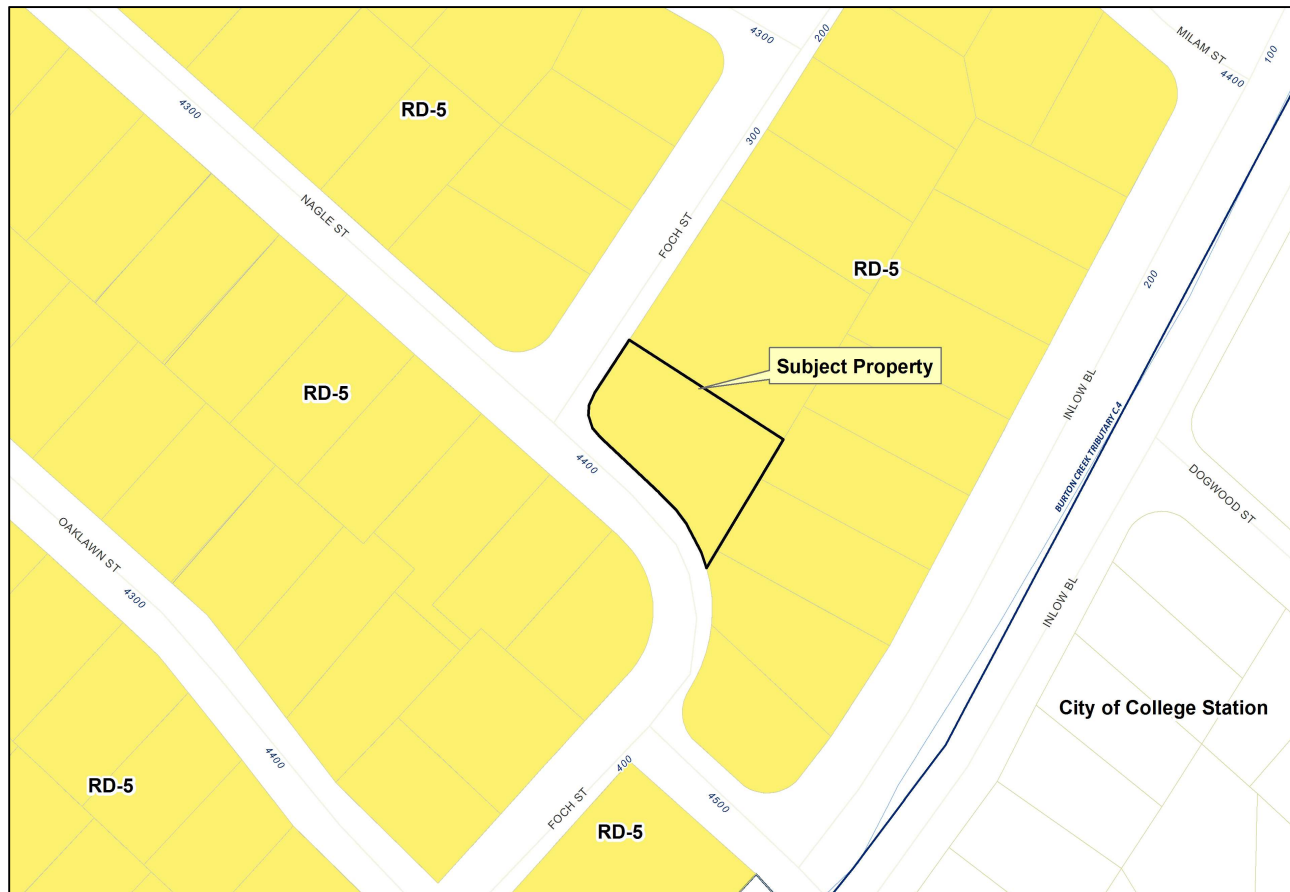 4300
200
MILAM ST
100
4400
RD-5
4300
300
NAGLE ST
FOCH ST
RD-5
200
Subject Property
RD-5
INLOW BL
BURTON CREEK TRIBUTARY C.4
4400
DOGWOOD ST
OAKLAWN ST
4300
INLOW BL
City of College Station
4400
400
RD-5
FOCH ST
4500
RD-5